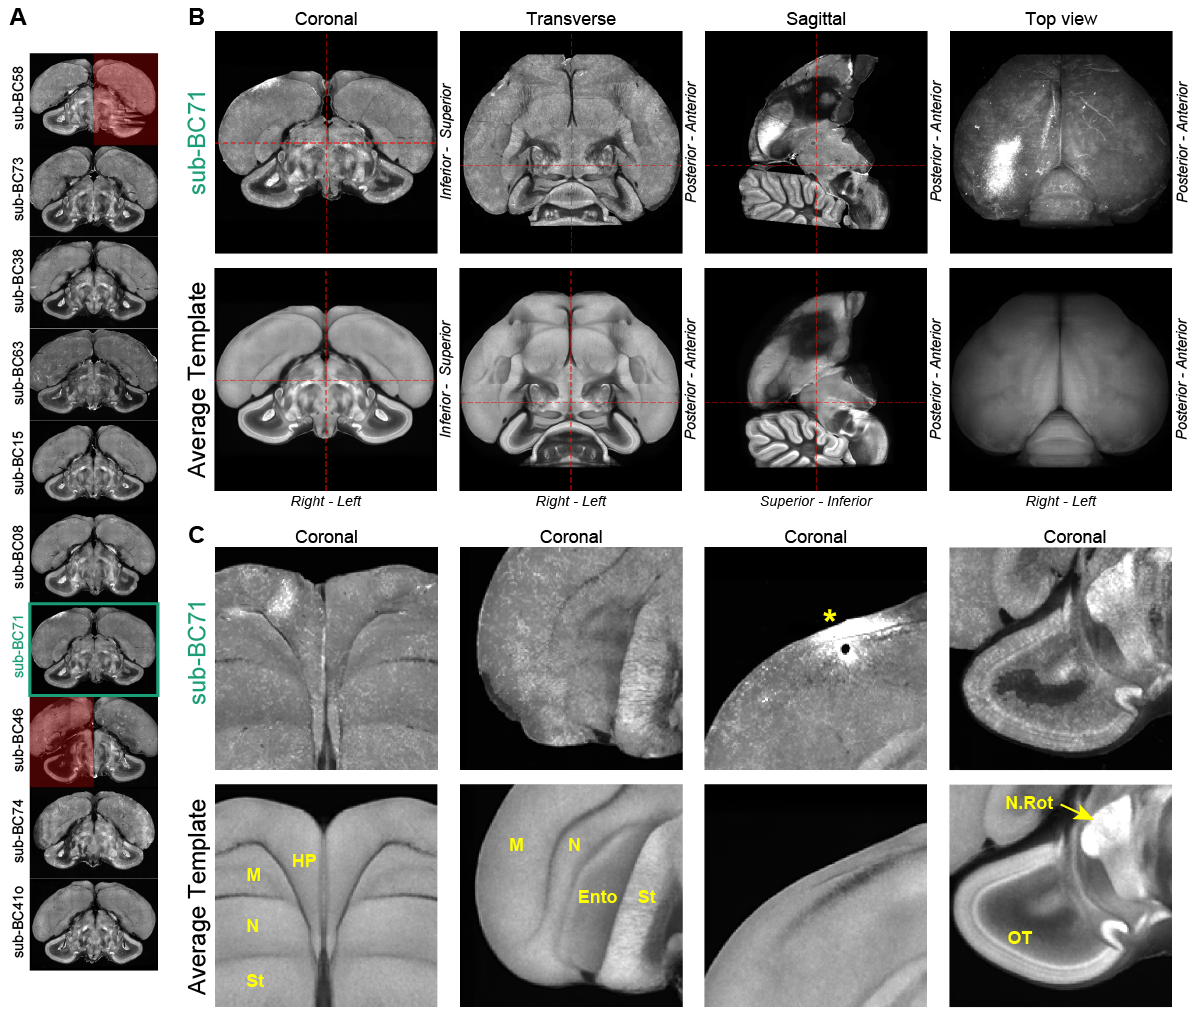 A
sub-BC58
sub-BC73
sub-BC38
sub-BC63
sub-BC15
sub-BC08
sub-BC71
sub-BC46
sub-BC74
sub-BC41o
B
Coronal
Transverse
Sagittal
Top view
sub-BC71
Inferior - Superior
Posterior - Anterior
Posterior - Anterior
Posterior - Anterior
Average Template
Inferior - Superior
Posterior - Anterior
Posterior - Anterior
Posterior - Anterior
Right - Left
Right - Left
Superior - Inferior
Right - Left
C
Coronal
Coronal
Coronal
Coronal
sub-BC71
*
Average Template
HP
M
N
St
M
N
Ento
St
N.Rot
OT